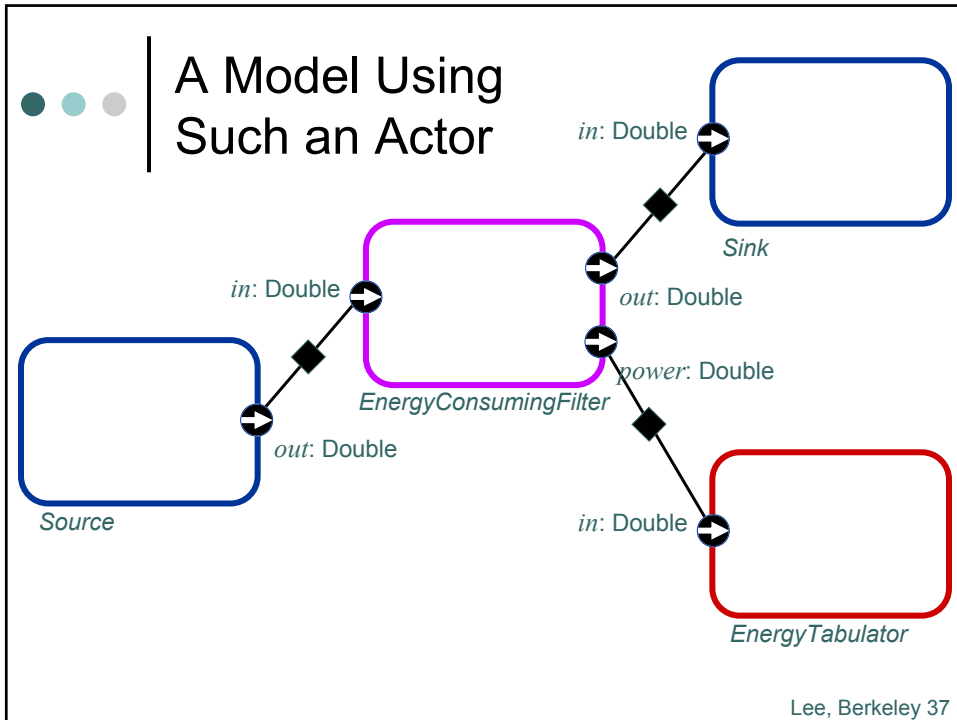 A Model Using
Such an Actor
in: Double
Sink
in: Double
out: Double
power: Double
EnergyConsumingFilter
out: Double
Source
in: Double
EnergyTabulator
Lee, Berkeley 37